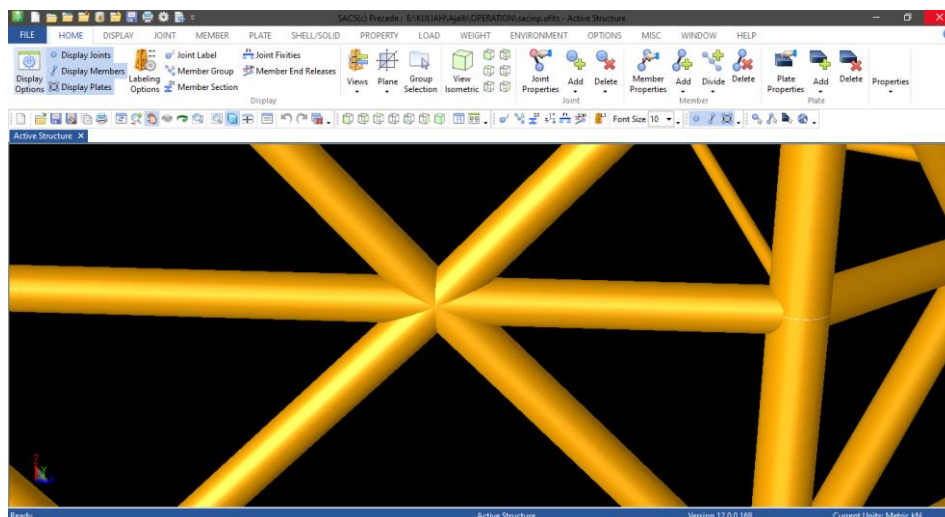 SACS(c) Precede : E:\KULIAH\Ajaib\OPERATION\sacinp.ofits - Active Structure
FILE HOME DISPLAY JOINT MEMBER PLATE SHELL/SOLID PROPERTY LOAD WEIGHT ENVIRONMENT OPTIONS MISC WINDOW HELP
Display Options
Display Joints
Display Members
Display Plates
Labeling Options
Joint Label
Member Group
Member Section
Joint Fixities
Member End Releases
Display
Views
Plane
Group Selection
View Isometric
Joint Properties
Add
Delete
Joint
Member Properties
Add
Divide
Delete
Member
Plate Properties
Add
Delete
Plate
Properties
Font Size 10
Active Structure X
Z
Y
Ready Active Structure Version 12.0.0.168 Current Units: Metric kN